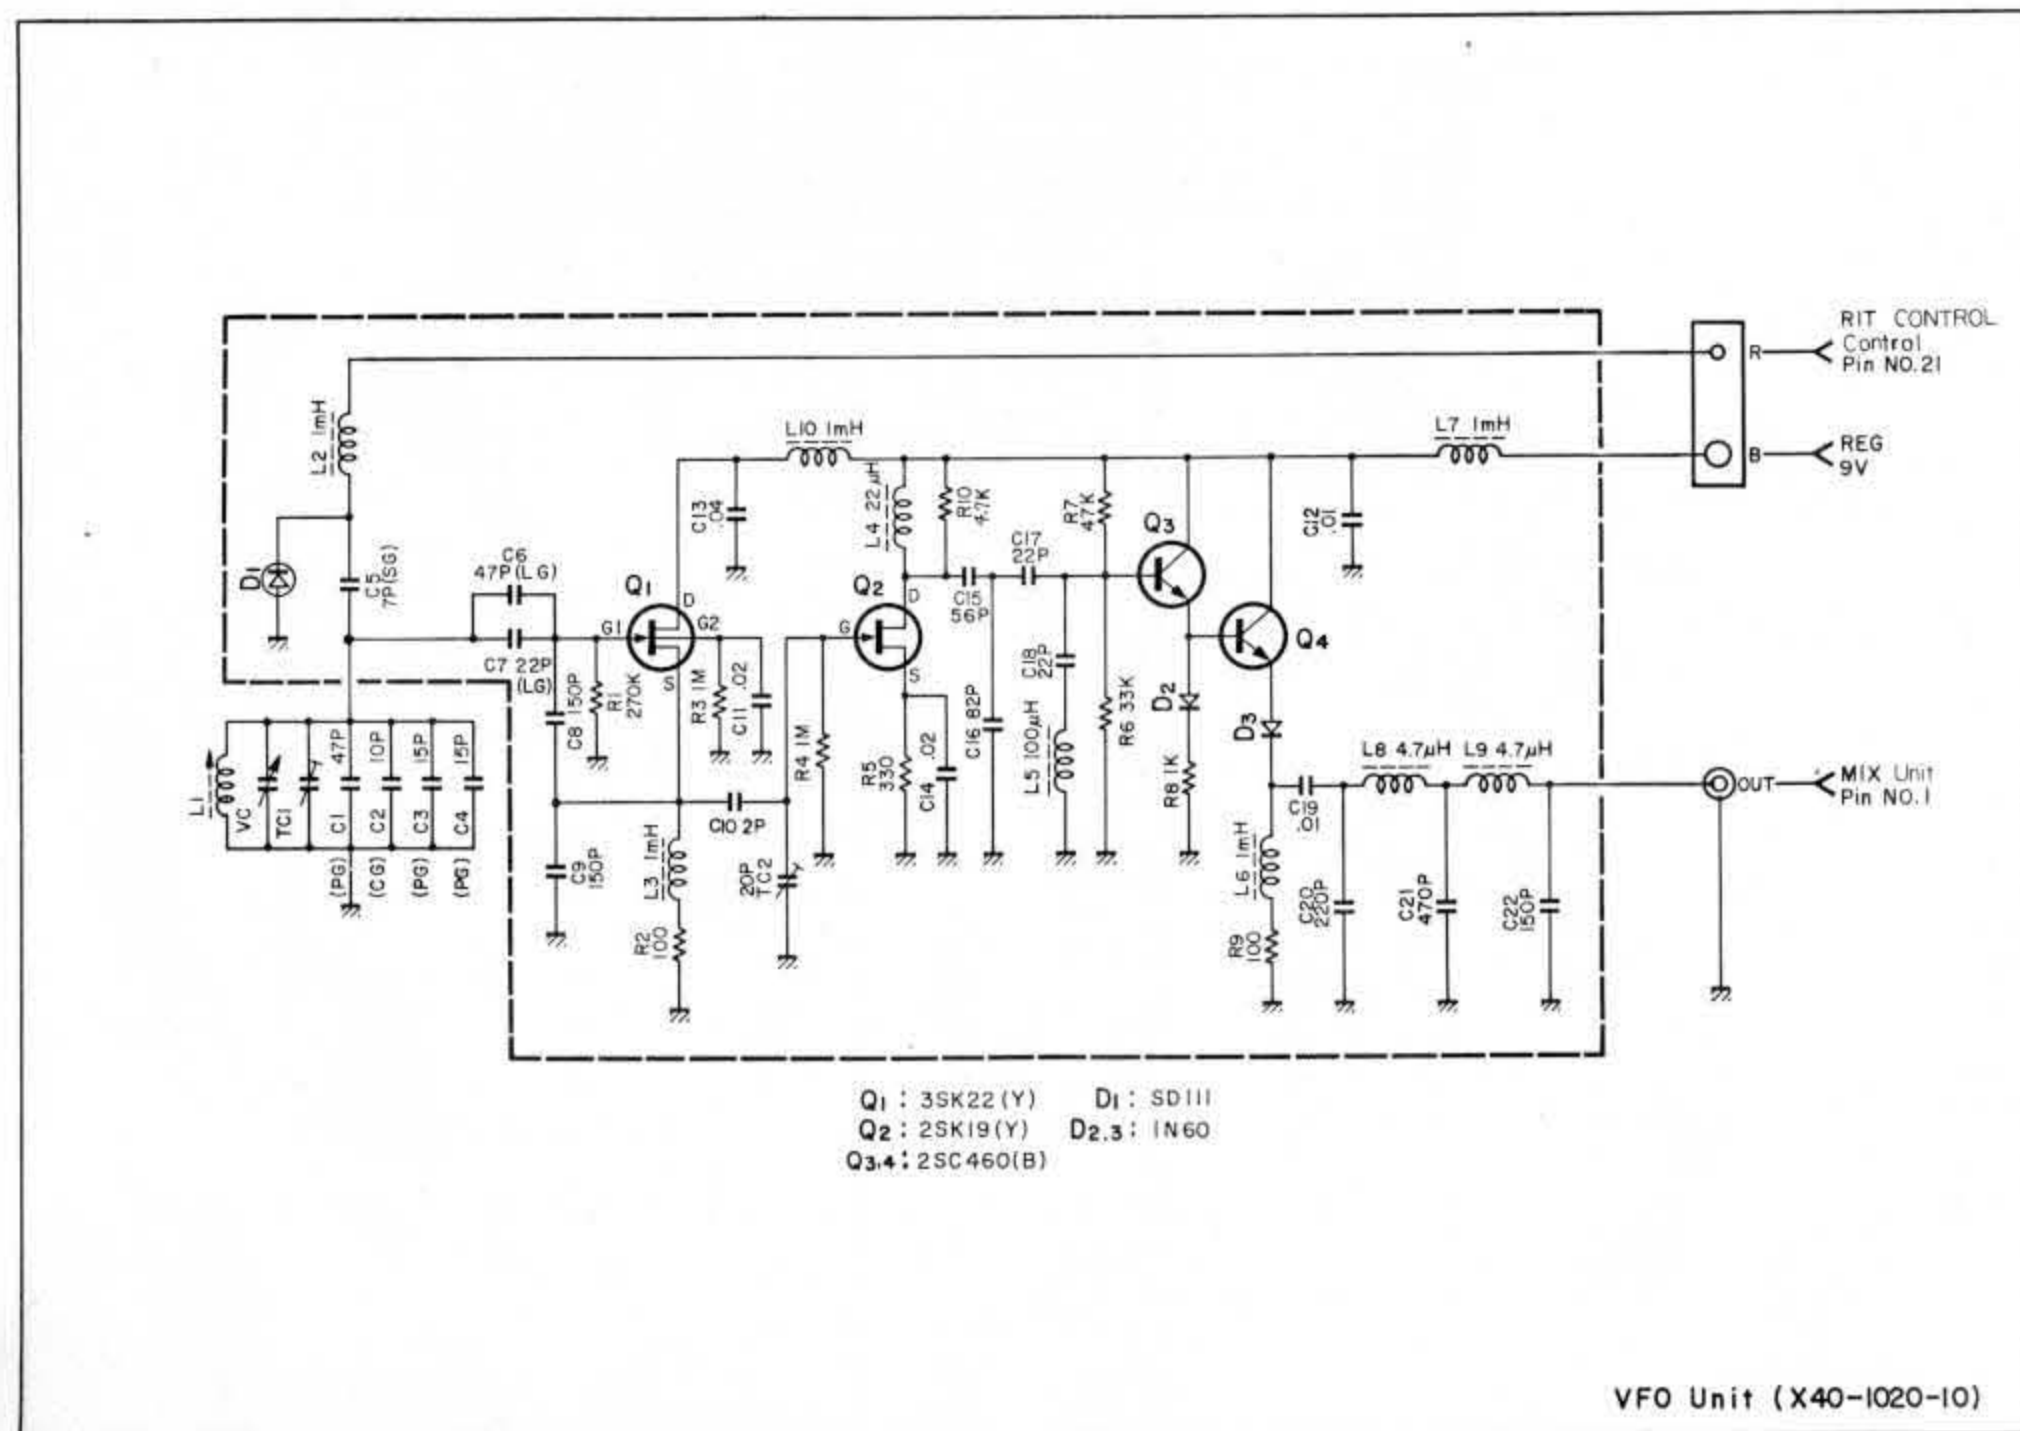 RIT CONTROL
Control
Pin NO.21
R
L2 1mH
L10 1mH
L7 1mH
B
REG
9V
C13
.04
L4 22μH
R10
4.7K
R7
47K
C12
.01
C17
22P
Q3
D1
C5
7P(SG)
C6
47P(LG)
Q1
D
G1
G2
S
Q2
D
G
S
C15
56P
Q4
C7 22P
(LG)
C8 150P
R1
270K
R3 1M
C11 .02
C18
22P
D2
D3
R6 33K
C16 82P
L1
VC
TC1
C1 47P
C2 10P
C3 15P
C4 15P
(PG)
(CG)
(PG)
(PG)
R4 1M
R5
330
C14 .02
L5 100μH
R8 1K
L8 4.7μH
L9 4.7μH
C19
.01
OUT
MIX Unit
Pin NO.1
C10 2P
C9
150P
L3 1mH
20P
TC2
L6 1mH
R2
100
R9
100
C20
220P
C21
470P
C22
150P
Q1 : 3SK22(Y) D1 : SD111
Q2 : 2SK19(Y) D2.3 : 1N60
Q3.4 : 2SC460(B)
VFO Unit (X40-1020-10)